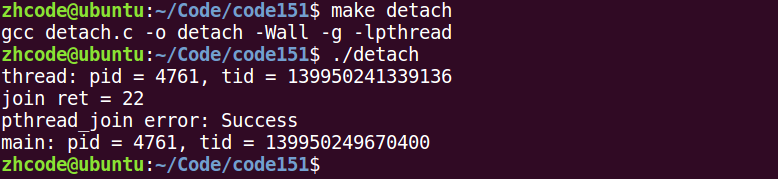 zhcode@ubuntu:~/Code/code151$ make detach
gcc detach.c -o detach -Wall -g -lpthread
zhcode@ubuntu:~/Code/code151$ ./detach
thread: pid = 4761, tid = 139950241339136
join ret = 22
pthread_join error: Success
main: pid = 4761, tid = 139950249670400
zhcode@ubuntu:~/Code/code151$